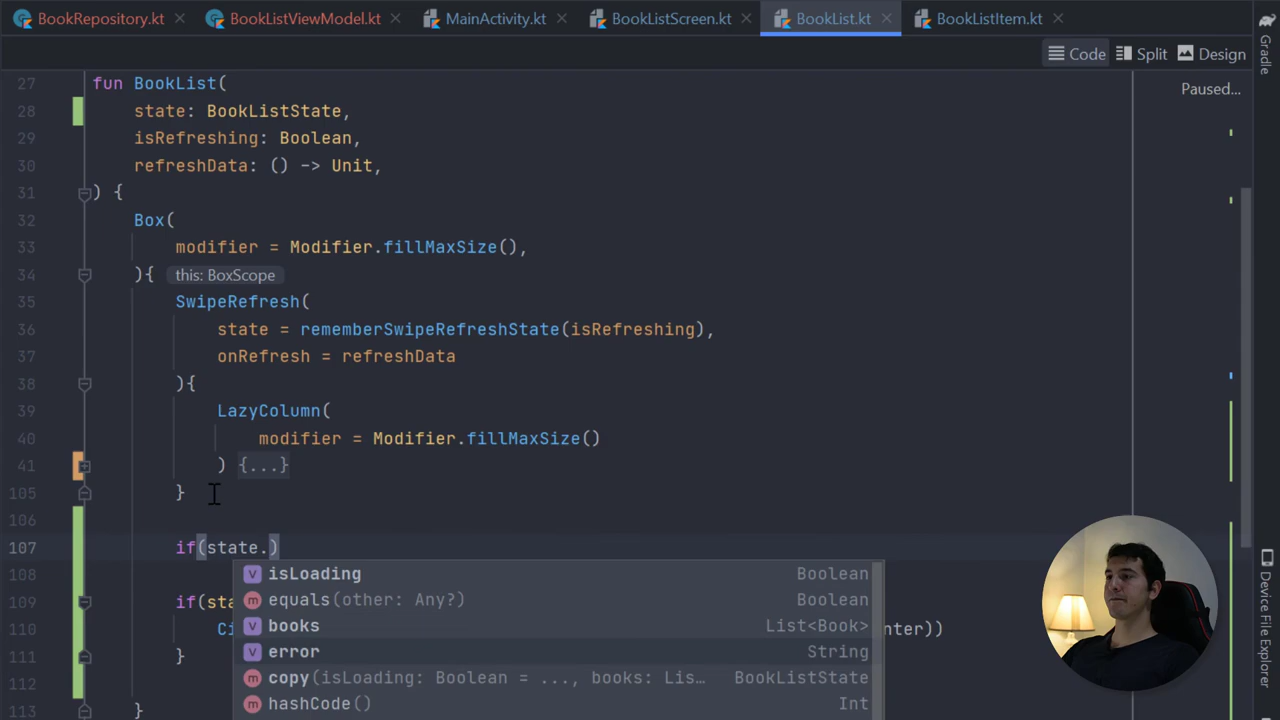 BookRepository.kt BookListViewModel.kt MainActivity.kt BookListScreen.kt BookList.kt BookListItem.kt
Code Split Design
Gradle
Paused...
27 fun BookList(
28 state: BookListState,
29 isRefreshing: Boolean,
30 refreshData: () -> Unit,
31 ) {
32 Box(
33 modifier = Modifier.fillMaxSize(),
34 ){ this: BoxScope
35 SwipeRefresh(
36 state = rememberSwipeRefreshState(isRefreshing),
37 onRefresh = refreshData
38 ){
39 LazyColumn(
40 modifier = Modifier.fillMaxSize()
41 ) {...}
105 }
106
107 if(state.)
108
isLoading Boolean
109 if(sta
equals(other: Any?) Boolean
110 Ci nter))
books List<Book>
111 }
error String
112
copy(isLoading: Boolean = ..., books: Lis... BookListState
113 }
hashCode() Int
Device File Explorer